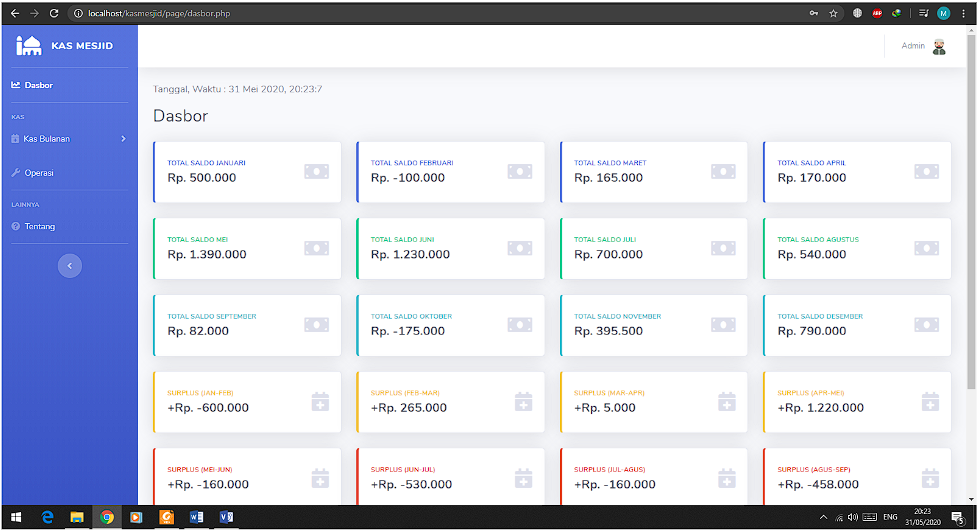 localhost/kasmesjid/page/dasbor.php
ABP
M
KAS MESJID
Admin
Dasbor
KAS
Kas Bulanan
Operasi
LAINNYA
Tentang
Tanggal, Waktu : 31 Mei 2020, 20:23:7
Dasbor
TOTAL SALDO JANUARI
Rp. 500.000
TOTAL SALDO FEBRUARI
Rp. -100.000
TOTAL SALDO MARET
Rp. 165.000
TOTAL SALDO APRIL
Rp. 170.000
TOTAL SALDO MEI
Rp. 1.390.000
TOTAL SALDO JUNI
Rp. 1.230.000
TOTAL SALDO JULI
Rp. 700.000
TOTAL SALDO AGUSTUS
Rp. 540.000
TOTAL SALDO SEPTEMBER
Rp. 82.000
TOTAL SALDO OKTOBER
Rp. -175.000
TOTAL SALDO NOVEMBER
Rp. 395.500
TOTAL SALDO DESEMBER
Rp. 790.000
SURPLUS (JAN-FEB)
+Rp. -600.000
SURPLUS (FEB-MAR)
+Rp. 265.000
SURPLUS (MAR-APR)
+Rp. 5.000
SURPLUS (APR-MEI)
+Rp. 1.220.000
SURPLUS (MEI-JUN)
+Rp. -160.000
SURPLUS (JUN-JUL)
+Rp. -530.000
SURPLUS (JUL-AGUS)
+Rp. -160.000
SURPLUS (AGUS-SEP)
+Rp. -458.000
ENG
20:23
31/05/2020